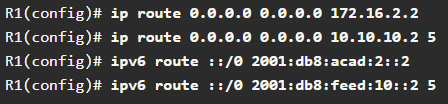 R1(config)# ip route 0.0.0.0 0.0.0.0 172.16.2.2
R1(config)# ip route 0.0.0.0 0.0.0.0 10.10.10.2 5
R1(config)# ipv6 route ::/0 2001:db8:acad:2::2
R1(config)# ipv6 route ::/0 2001:db8:feed:10::2 5